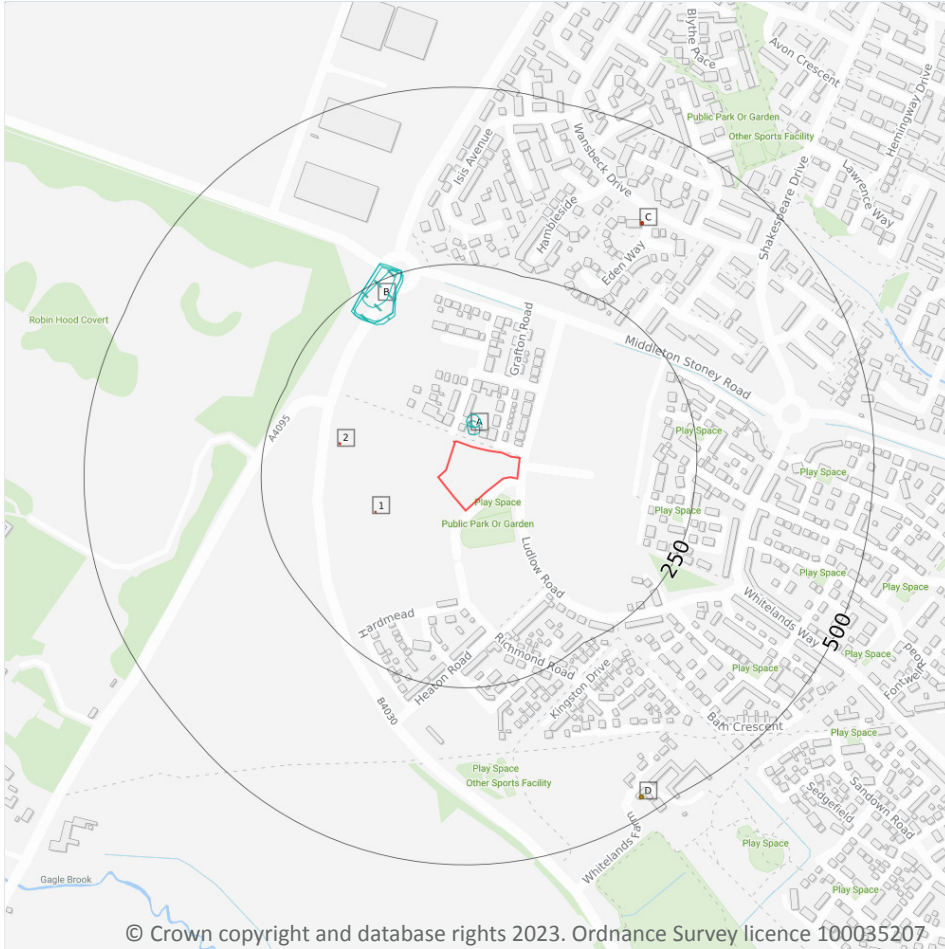 Blythe Place
Avon Crescent
Hemingway Drive
Public Park Or Garden
Other Sports Facility
Wansbeck Drive
Isis Avenue
Lawrence Way
Shakespeare Drive
Hambleside
C
Eden Way
B
Robin Hood Covert
Grafton Road
Middleton Stoney Road
A4095
A
2
Play Space
Play Space
1
Play Space
Public Park Or Garden
Play Space
250
Ludlow Road
Play Space
Play Space
Whitelands Way
500
Hardmead
Richmond Road
Heaton Road
Kingston Drive
Play Space
Play Space
Fontwell Road
B4030
Bam Crescent
Play Space
Play Space
Other Sports Facility
D
Sedgefield
Sandown Road
Whitelands Farm
Play Space
Gagle Brook
Play Space
© Crown copyright and database rights 2023. Ordnance Survey licence 100035207.